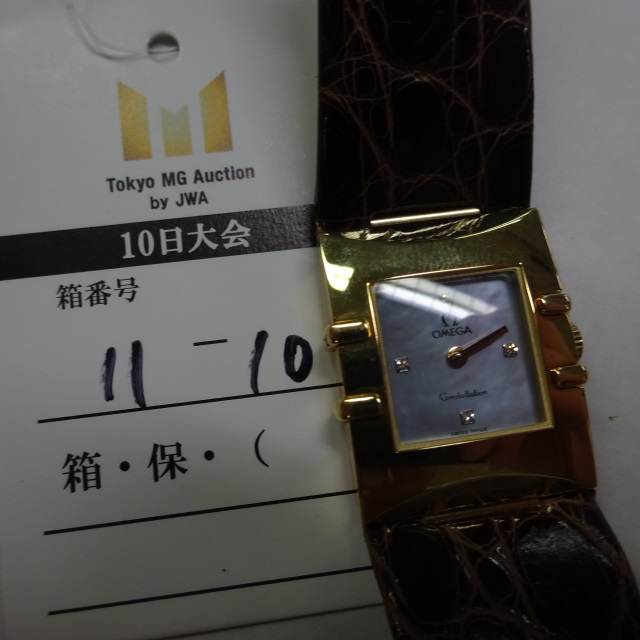 Tokyo MG Auction
by JWA
10日大会
箱番号
11-10
箱・保・(
Ω
OMEGA
Constellation